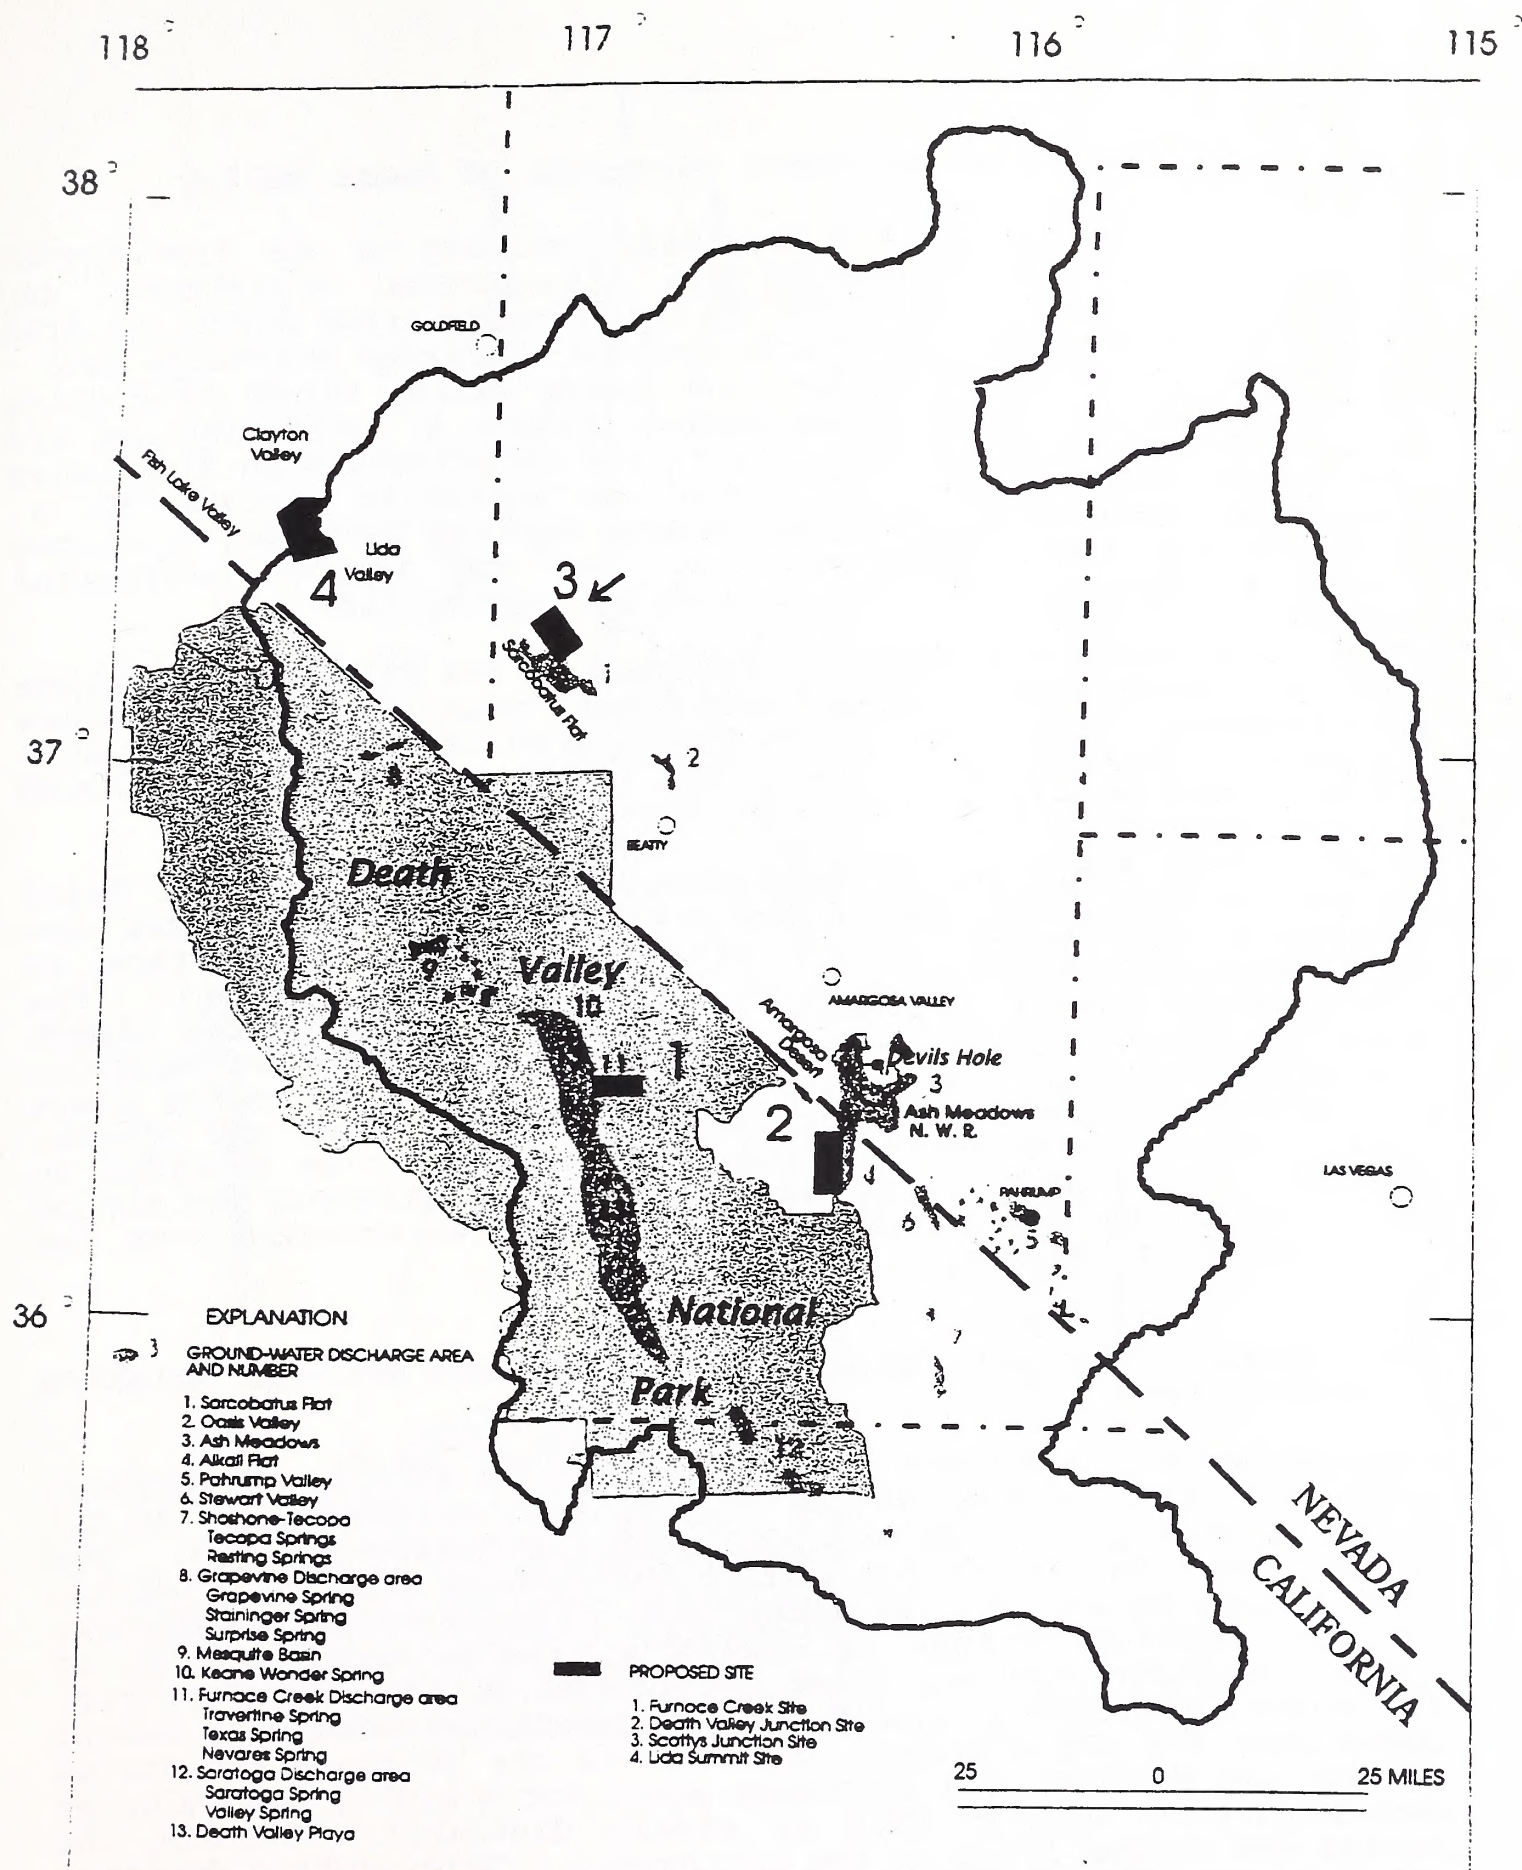 118° 117° 116° 115°
38°
GOLDFIELD
Clayton
Valley
Fish Lake Valley
Lida
Valley
4
3
Sarcobatus Flat
1
37°
2
8
BEATTY
Death
9
Valley
10
AMARGOSA VALLEY
Amargosa
Desert
Devils Hole
11
1
3
2
Ash Meadows
N. W. R.
4
LAS VEGAS
PAHRUMP
6
5
36°
National
7
Park
12
NEVADA
CALIFORNIA
EXPLANATION
3 GROUND-WATER DISCHARGE AREA
AND NUMBER
1. Sarcobatus Flat
2. Oasis Valley
3. Ash Meadows
4. Alkali Flat
5. Pahrump Valley
6. Stewart Valley
7. Shoshone-Tecopa
Tecopa Springs
Resting Springs
8. Grapevine Discharge area
Grapevine Spring
Staininger Spring
Surprise Spring
9. Mesquite Basin
10. Keane Wonder Spring
11. Furnace Creek Discharge area
Travertine Spring
Texas Spring
Nevares Spring
12. Saratoga Discharge area
Saratoga Spring
Valley Spring
13. Death Valley Playa
PROPOSED SITE
1. Furnace Creek Site
2. Death Valley Junction Site
3. Scottys Junction Site
4. Lida Summit Site
25 0 25 MILES